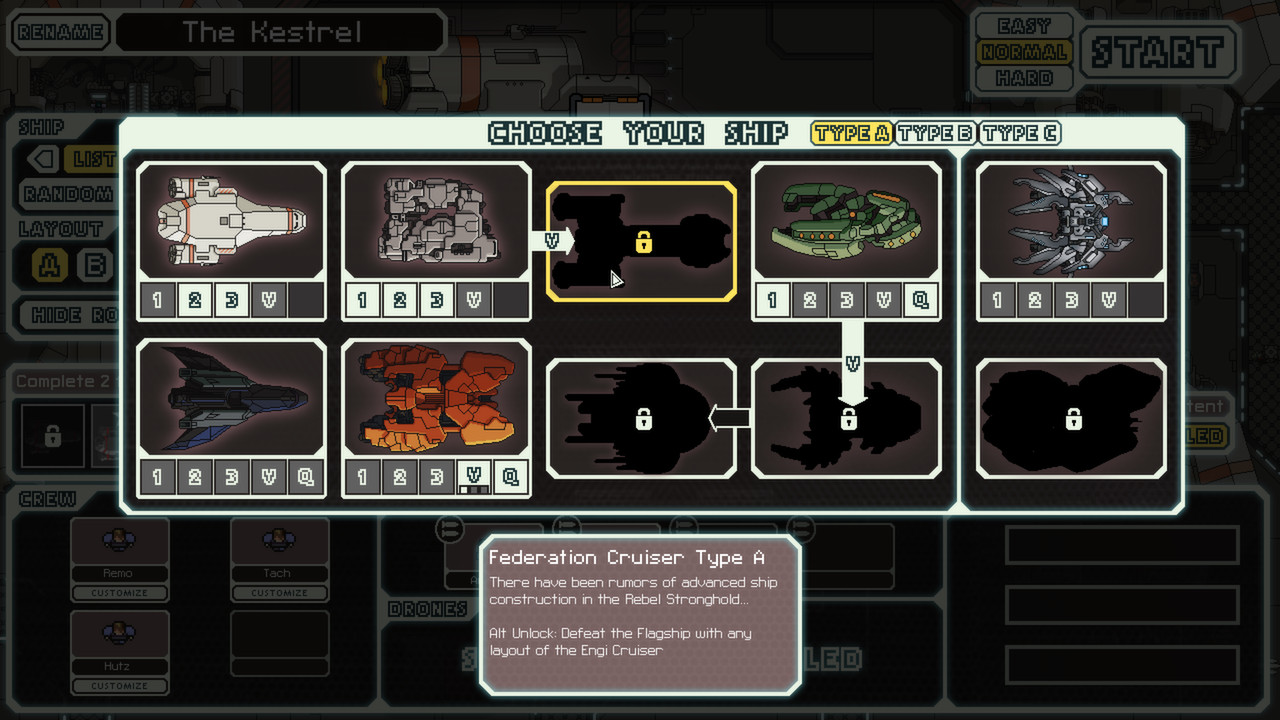 RENAME
The Kestrel
EASY
NORMAL
HARD
START
SHIP
LIST
RANDOM
LAYOUT
A B
HIDE RO
CHOOSE YOUR SHIP
TYPE A TYPE B TYPE C
V
1 2 3 V
1 2 3 V
1 2 3 V Q
1 2 3 V
V
1 2 3 V Q
1 2 3 V Q
Complete 2
tent
LED
CREW
Remo
CUSTOMIZE
Tach
CUSTOMIZE
Hutz
CUSTOMIZE
DRONES
S
LED
Federation Cruiser Type A
There have been rumors of advanced ship
construction in the Rebel Stronghold...
Alt Unlock: Defeat the Flagship with any
layout of the Engi Cruiser